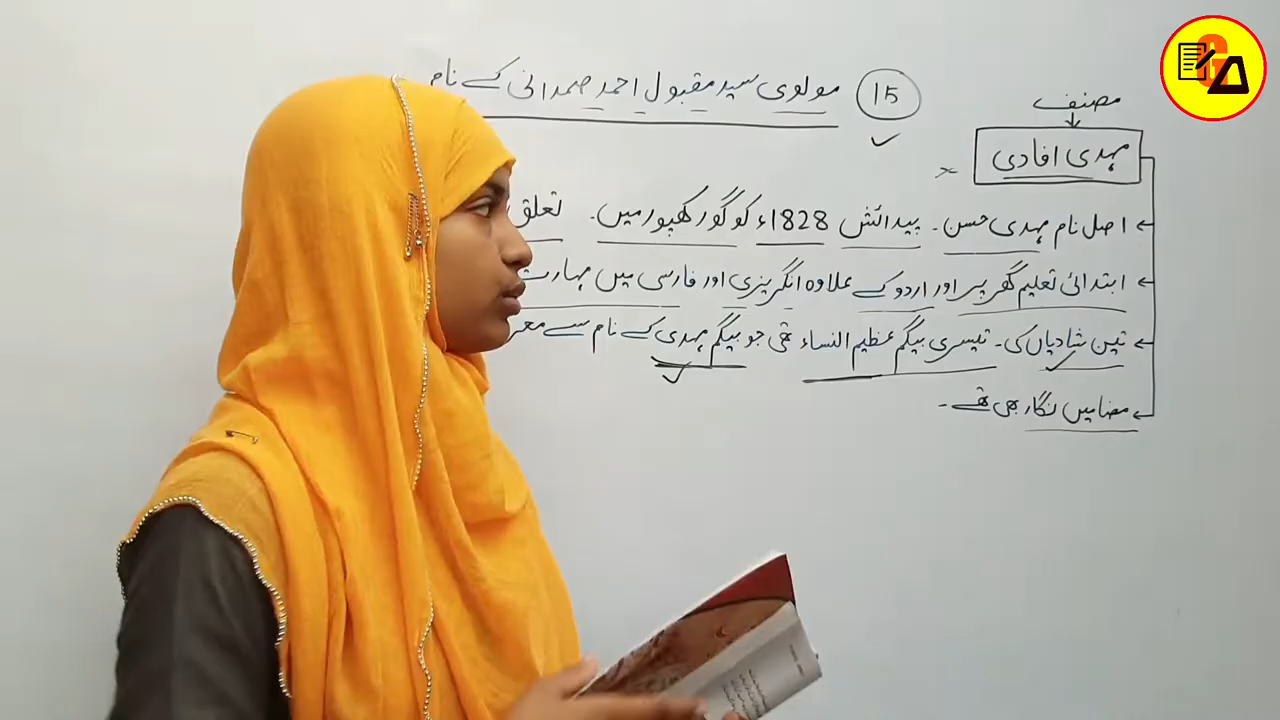 15 مولوی سید مقبول احمد صمدانی کے نام
مصنف
مہدی افادی
اصل نام مہدی حسن۔ پیدائش 1828ء کو گورکھپور میں۔ تعلق
ابتدائی تعلیم گھر پر اور اردو کے علاوہ انگریزی اور فارسی میں مہارت
تین شادیاں کی۔ تیسری بیگم عظیم النساء تھی جو بیگم مہدی کے نام سے
مضامین نگار بھی تھے۔